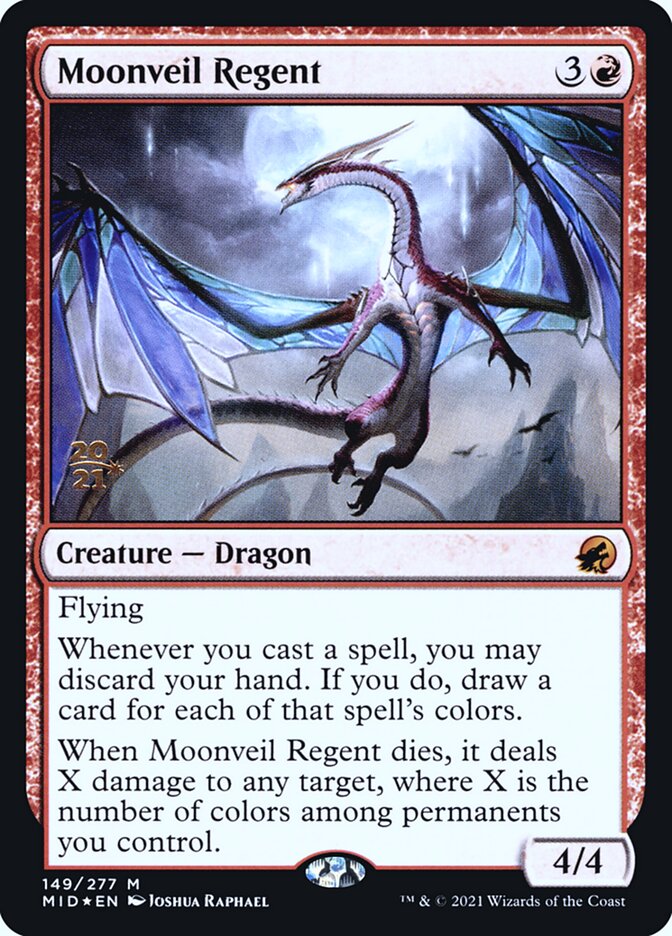 Moonveil Regent
3
20
21
Creature — Dragon
Flying
Whenever you cast a spell, you may
discard your hand. If you do, draw a
card for each of that spell's colors.
When Moonveil Regent dies, it deals
X damage to any target, where X is the
number of colors among permanents
you control.
4/4
149/277 M
MID★EN Joshua Raphael
™ & © 2021 Wizards of the Coast